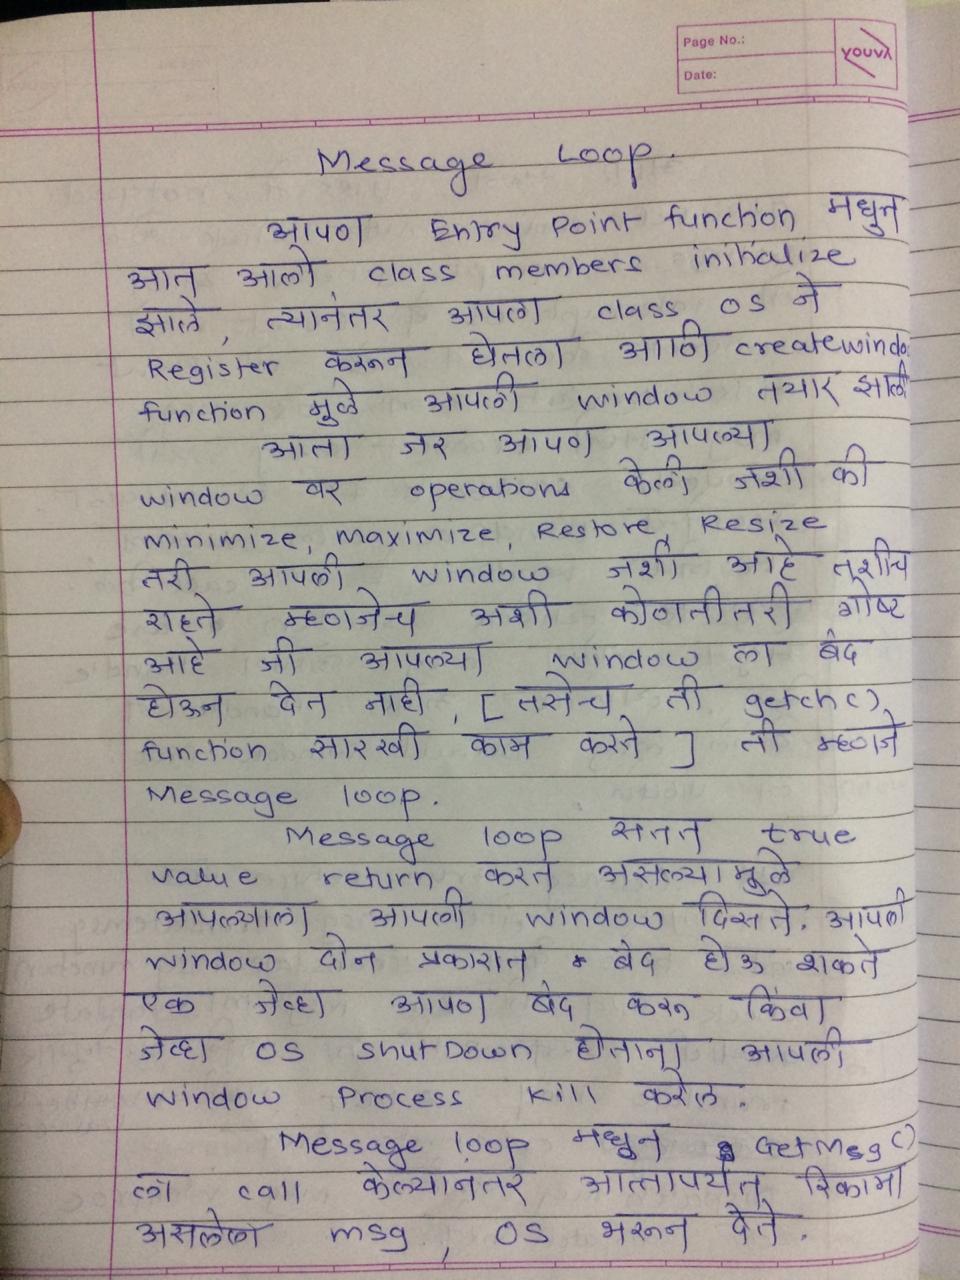 Page No.:
Date:
YOUVA
Message Loop.
आपण Entry Point function मधुन
आत आलो class members initialize
झाले, त्यानंतर आपला class OS ने
Register करून घेतला आणि createwindo
function मुळे आपली window तयार झाली
आता जर आपण आपल्या
window वर operations केली जशी की
minimize, maximize, Restore, Resize
तरी आपली window जशी आहे तशीच
राहते म्हणजेच अशी कोणतीतरी गोष्ट
आहे जी आपल्या window ला बंद
होऊन देत नाही, [ तसेच ती getch()
function सारखी काम करते ] ती म्हणजे
Message loop.
Message loop सतत true
value return करत असल्यामुळे
आपल्याला आपली window दिसते. आपली
window दोन प्रकारात बंद होऊ शकते
एक जेव्हा आपण बंद करू किंवा
जेव्हा OS shutDown होताना आपली
window Process kill करेल.
Message loop मधुन GetMsg()
ला call केल्यानंतर आत्तापर्यंत रिकामा
असलेला msg, OS भरून देते.